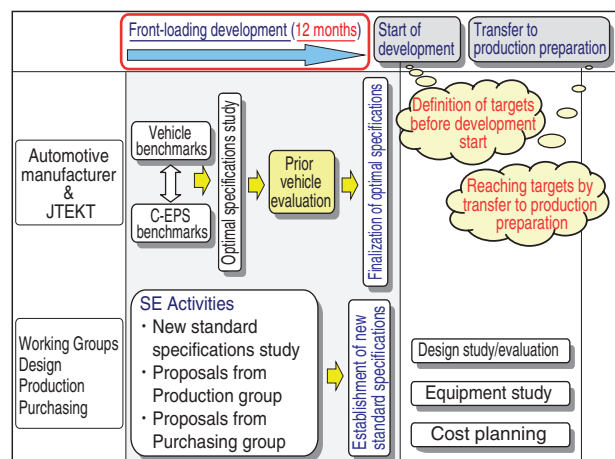 Front-loading development (12 months)
Start of
development
Transfer to
production preparation
Automotive
manufacturer
&
JTEKT
Vehicle
benchmarks
C-EPS
benchmarks
Optimal specifications study
Prior
vehicle
evaluation
Finalization of optimal specifications
Definition of targets
before development
start
Reaching targets by
transfer to production
preparation
Working Groups
Design
Production
Purchasing
SE Activities
・New standard
specifications study
・Proposals from
Production group
・Proposals from
Purchasing group
Establishment of new
standard specifications
Design study/evaluation
Equipment study
Cost planning